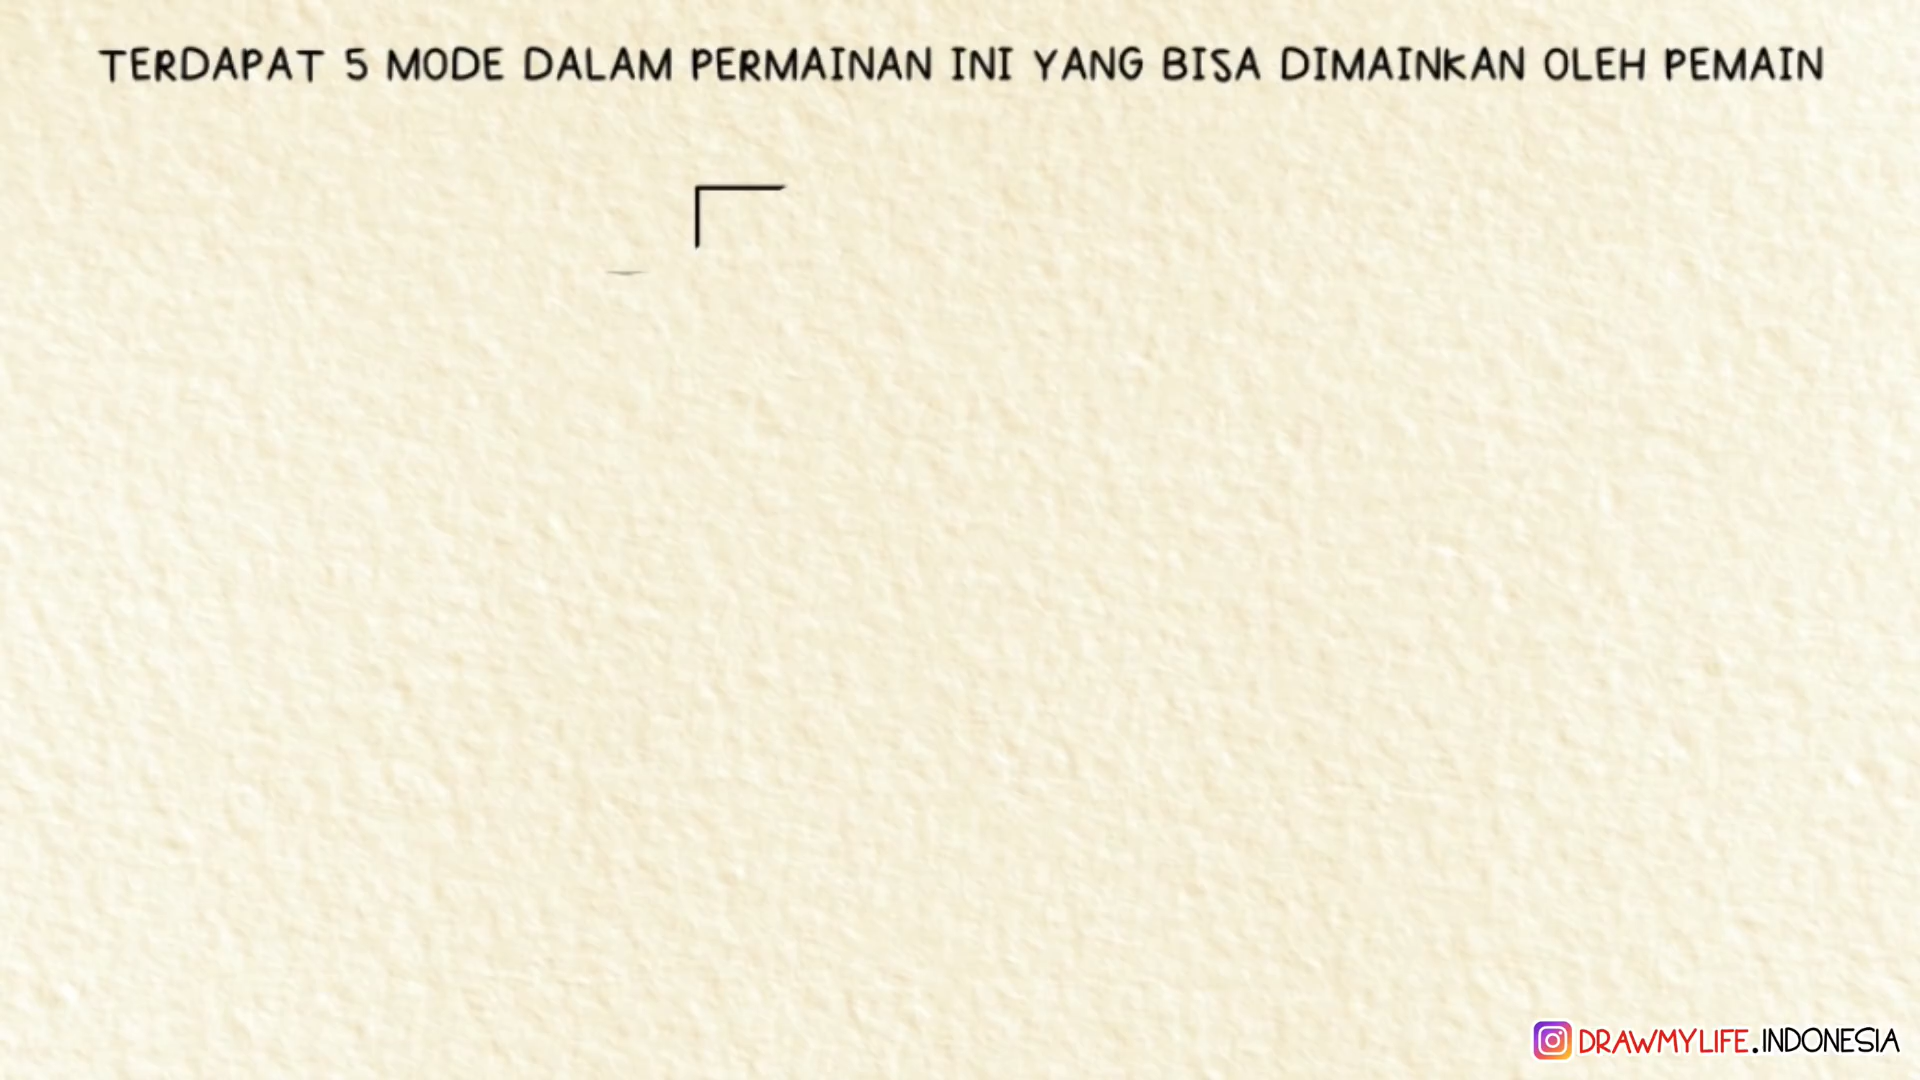 TERDAPAT 5 MODE DALAM PERMAINAN INI YANG BISA DIMAINKAN OLEH PEMAIN
DRAWMYLIFE.INDONESIA